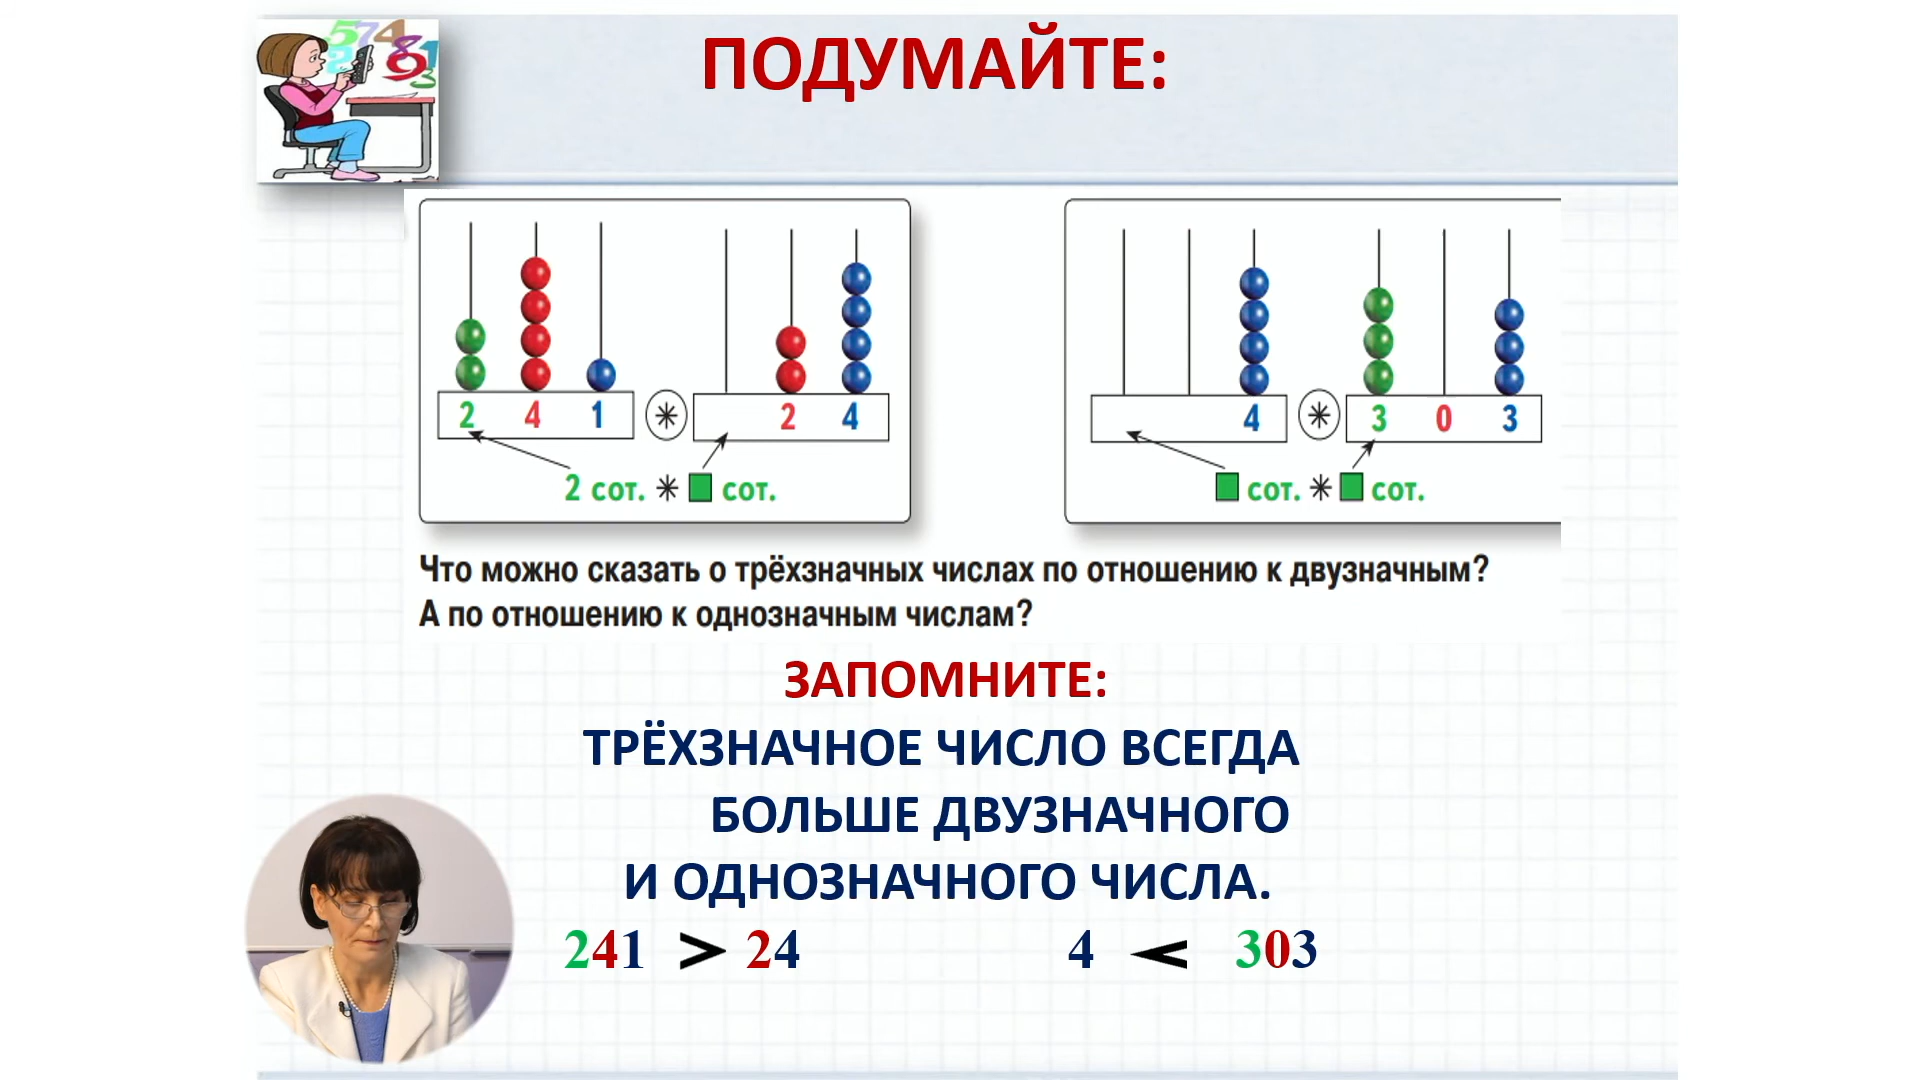 ПОДУМАЙТЕ:
2 4 1 * 2 4
2 сот. * сот.
4 * 3 0 3
сот. * сот.
Что можно сказать о трёхзначных числах по отношению к двузначным?
А по отношению к однозначным числам?
ЗАПОМНИТЕ:
ТРЁХЗНАЧНОЕ ЧИСЛО ВСЕГДА
БОЛЬШЕ ДВУЗНАЧНОГО
И ОДНОЗНАЧНОГО ЧИСЛА.
241 > 24
4 < 303